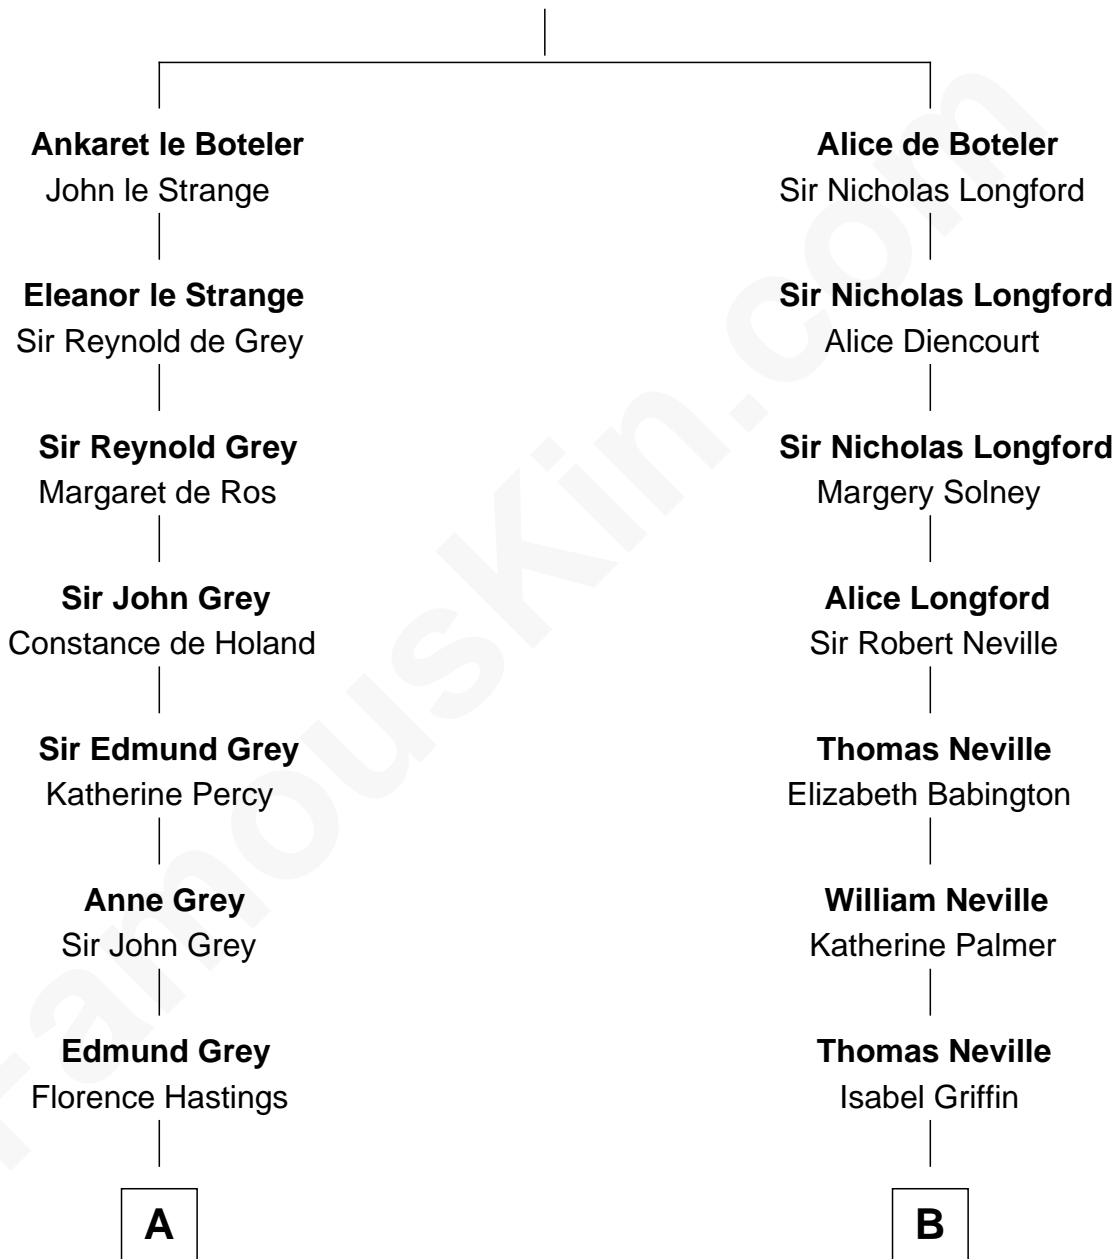 Ankaret le Boteler
John le Strange
Alice de Boteler
Sir Nicholas Longford
Eleanor le Strange
Sir Reynold de Grey
Sir Nicholas Longford
Alice Diencourt
Sir Reynold Grey
Margaret de Ros
Sir Nicholas Longford
Margery Solney
Sir John Grey
Constance de Holand
Alice Longford
Sir Robert Neville
Sir Edmund Grey
Katherine Percy
Thomas Neville
Elizabeth Babington
Anne Grey
Sir John Grey
William Neville
Katherine Palmer
Edmund Grey
Florence Hastings
Thomas Neville
Isabel Griffin
A
B
FamousKin.com